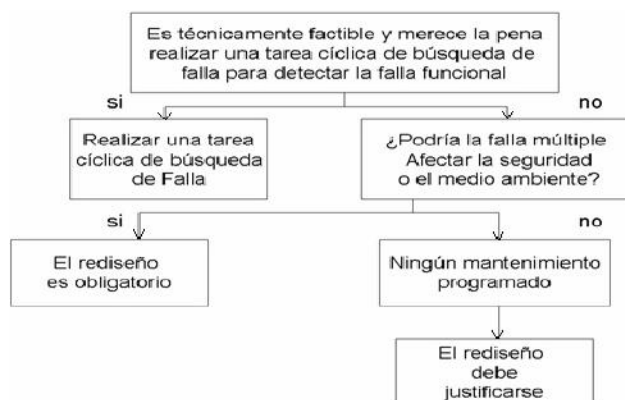 Es técnicamente factible y merece la pena
realizar una tarea cíclica de búsqueda de
falla para detectar la falla funcional
si
no
Realizar una tarea
cíclica de búsqueda
de Falla
¿Podría la falla múltiple
Afectar la seguridad
o el medio ambiente?
si
no
El rediseño
es obligatorio
Ningún mantenimiento
programado
El rediseño
debe
justificarse